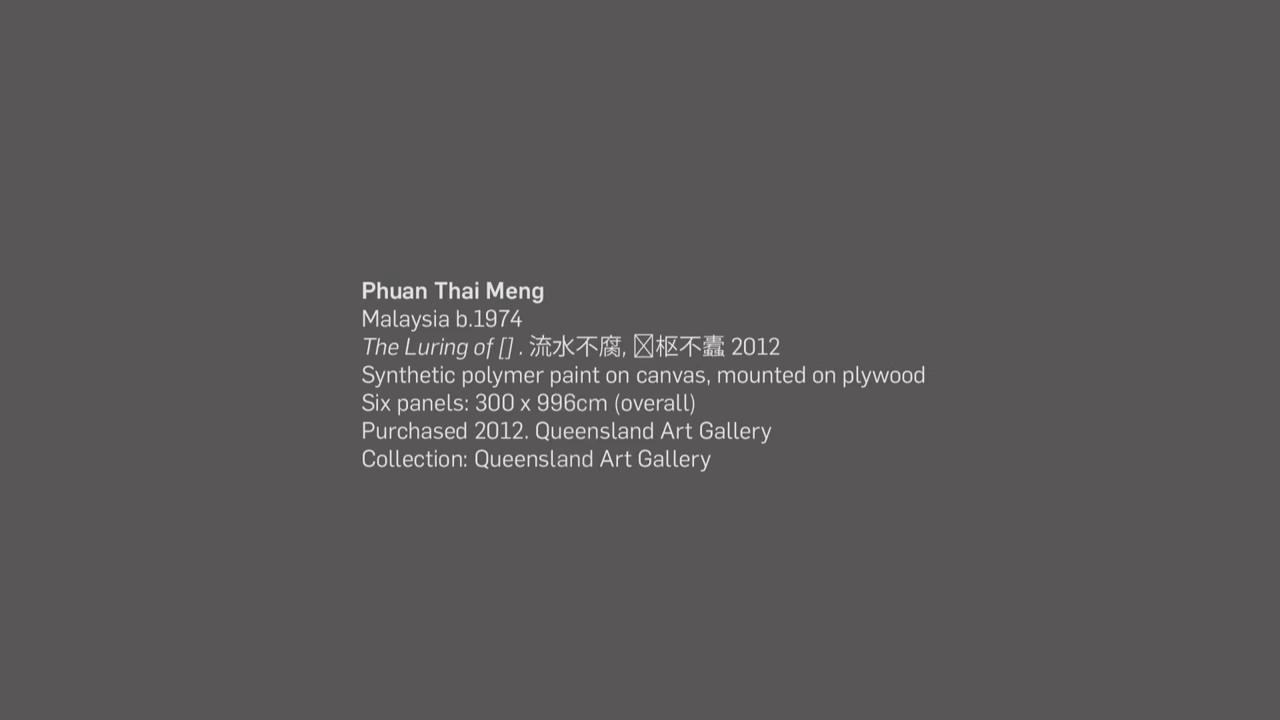 Phuan Thai Meng
Malaysia b.1974
The Luring of [] . 流水不腐, ☒枢不蠹 2012
Synthetic polymer paint on canvas, mounted on plywood
Six panels: 300 x 996cm (overall)
Purchased 2012. Queensland Art Gallery
Collection: Queensland Art Gallery